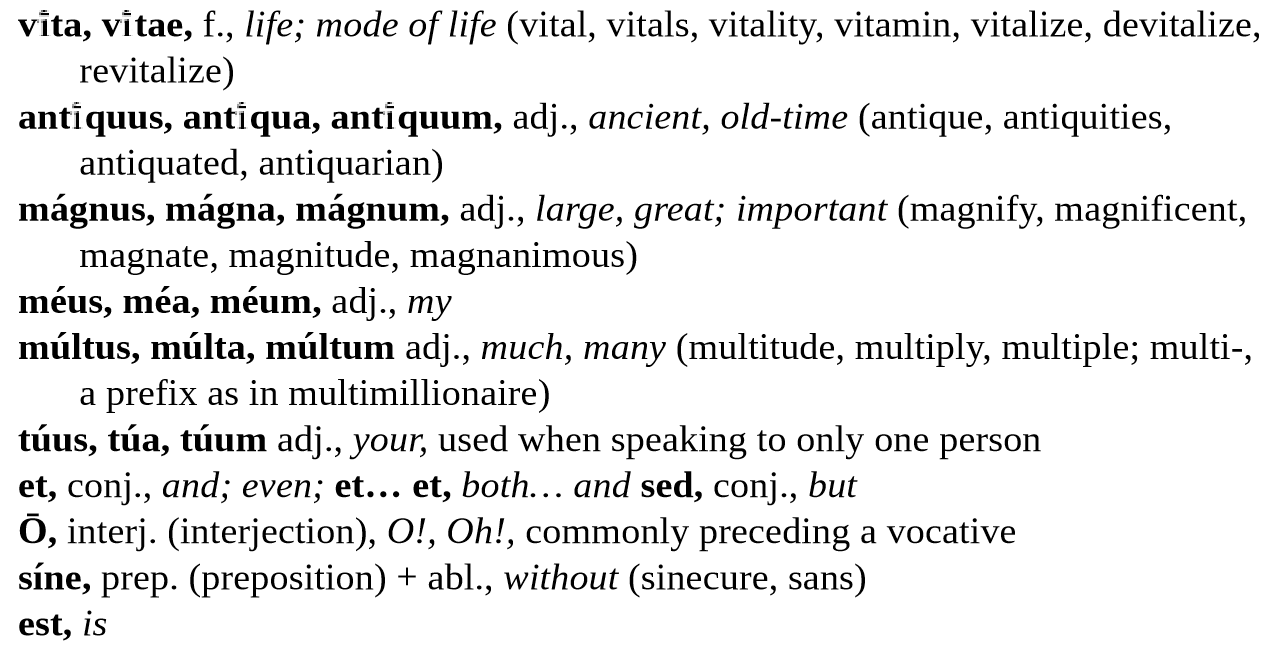 vī́ta, vī́tae, f., life; mode of life (vital, vitals, vitality, vitamin, vitalize, devitalize,
revitalize)
antī́quus, antī́qua, antī́quum, adj., ancient, old-time (antique, antiquities,
antiquated, antiquarian)
mágnus, mágna, mágnum, adj., large, great; important (magnify, magnificent,
magnate, magnitude, magnanimous)
méus, méa, méum, adj., my
múltus, múlta, múltum adj., much, many (multitude, multiply, multiple; multi-,
a prefix as in multimillionaire)
túus, túa, túum adj., your, used when speaking to only one person
et, conj., and; even; et… et, both… and sed, conj., but
Ō, interj. (interjection), O!, Oh!, commonly preceding a vocative
síne, prep. (preposition) + abl., without (sinecure, sans)
est, is